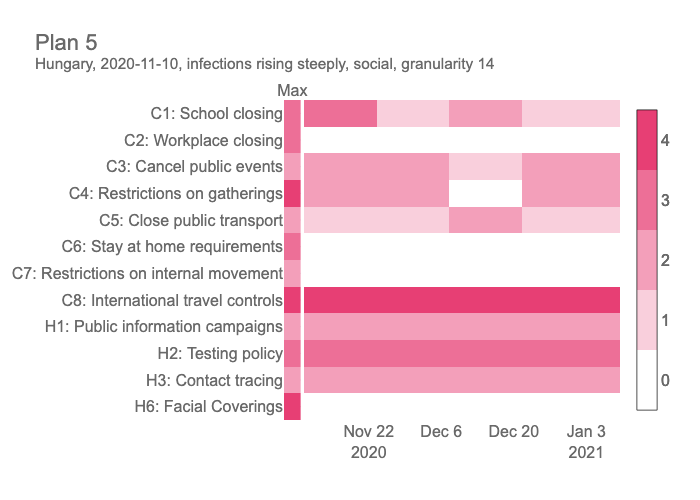 Plan 5
Hungary, 2020-11-10, infections rising steeply, social, granularity 14
Max
C1: School closing
C2: Workplace closing
C3: Cancel public events
C4: Restrictions on gatherings
C5: Close public transport
C6: Stay at home requirements
C7: Restrictions on internal movement
C8: International travel controls
H1: Public information campaigns
H2: Testing policy
H3: Contact tracing
H6: Facial Coverings
4
3
2
1
0
Nov 22 Dec 6 Dec 20 Jan 3
2020 2021